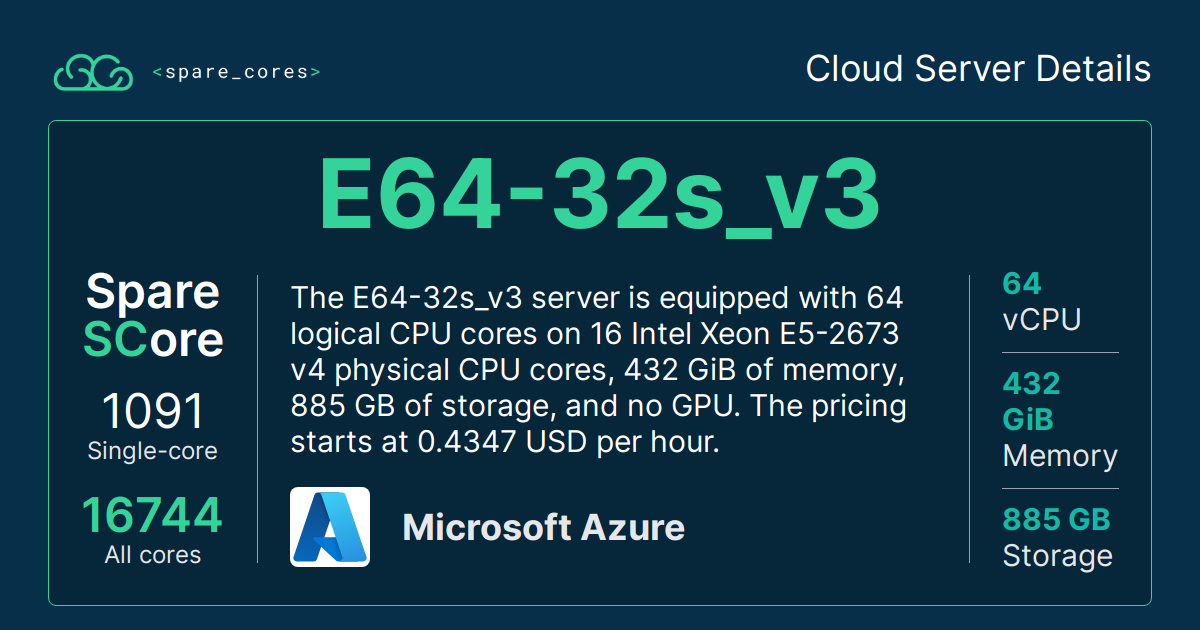 <spare_cores>
Cloud Server Details
E64-32s_v3
Spare
SCore
1091
Single-core
16744
All cores
The E64-32s_v3 server is equipped with 64
logical CPU cores on 16 Intel Xeon E5-2673
v4 physical CPU cores, 432 GiB of memory,
885 GB of storage, and no GPU. The pricing
starts at 0.4347 USD per hour.
Microsoft Azure
64
vCPU
432
GiB
Memory
885 GB
Storage